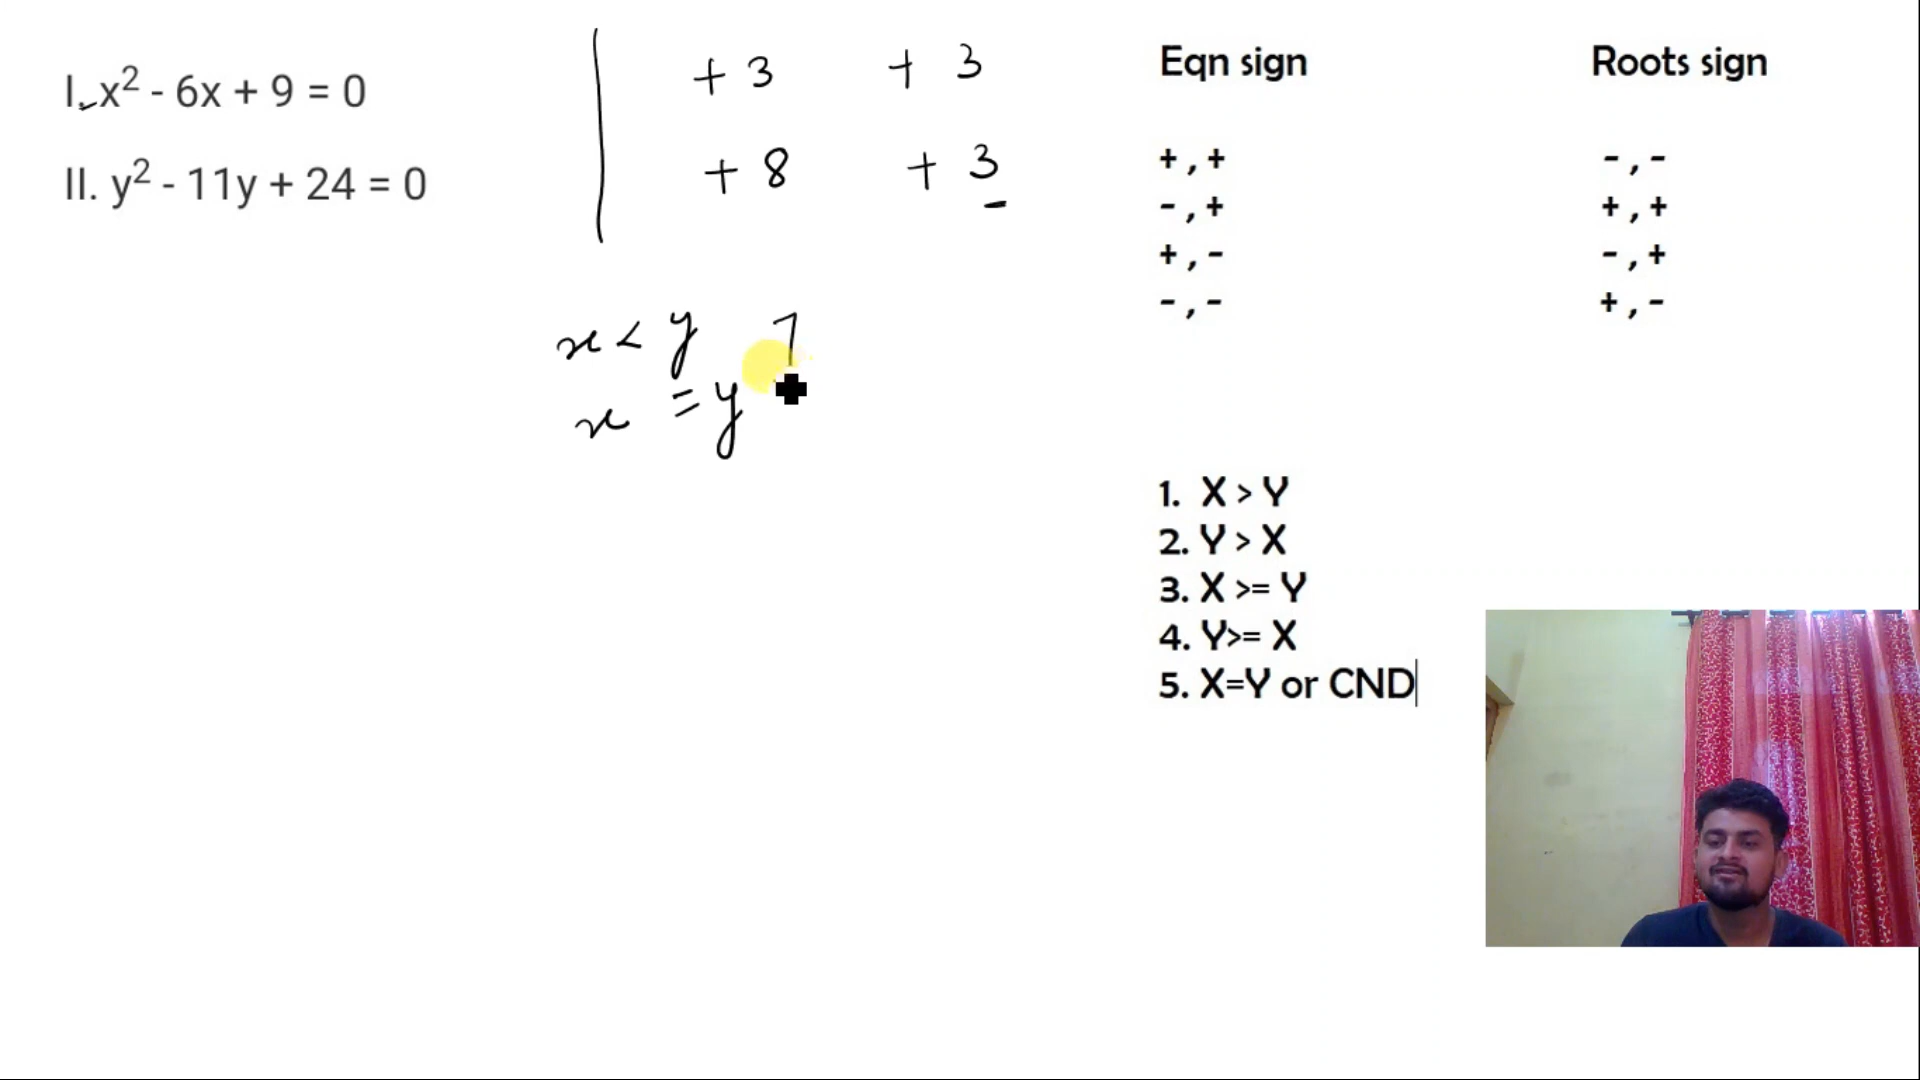 I. x² - 6x + 9 = 0
II. y² - 11y + 24 = 0
+ 3 + 3
+ 8 + 3
x < y
x = y
Eqn sign Roots sign
+ , + - , -
- , + + , +
+ , - - , +
- , - + , -
1. X > Y
2. Y > X
3. X >= Y
4. Y>= X
5. X=Y or CND